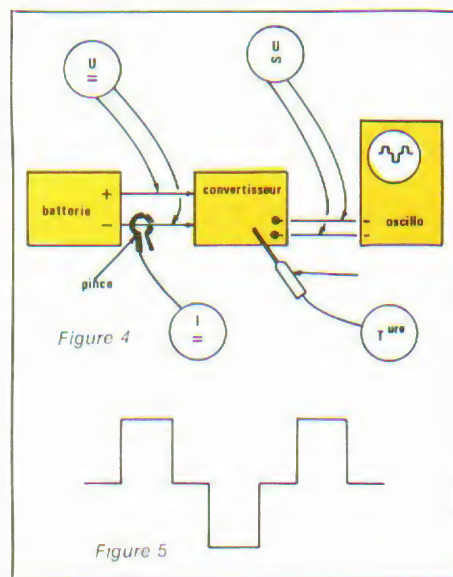 U
=
U
S
+
batterie
−
convertisseur
oscillo
pince
I
=
T ure
Figure 4
Figure 5